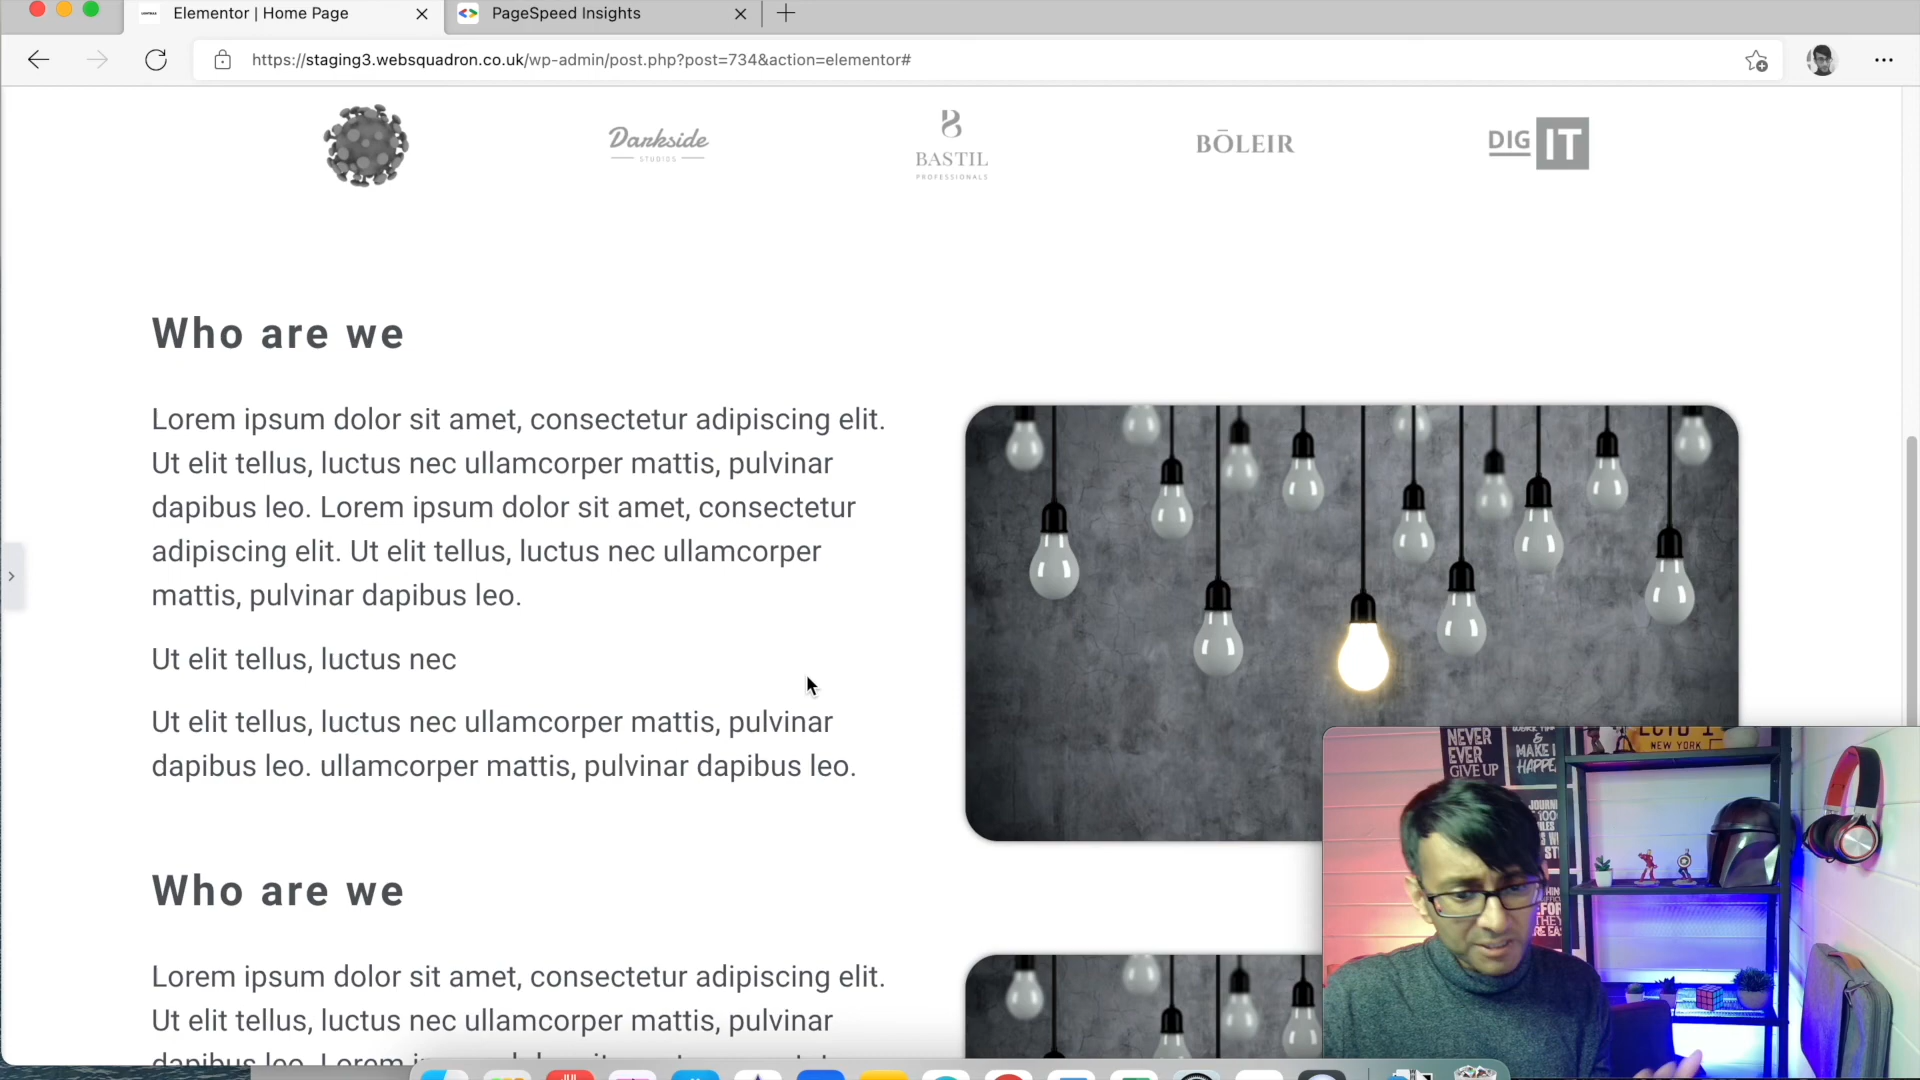 Elementor | Home Page
PageSpeed Insights
https://staging3.websquadron.co.uk/wp-admin/post.php?post=734&action=elementor#
Darkside
STUDIOS
BASTIL
PROFESSIONALS
BŌLEIR
DIG IT
Who are we
Lorem ipsum dolor sit amet, consectetur adipiscing elit.
Ut elit tellus, luctus nec ullamcorper mattis, pulvinar
dapibus leo. Lorem ipsum dolor sit amet, consectetur
adipiscing elit. Ut elit tellus, luctus nec ullamcorper
mattis, pulvinar dapibus leo.
Ut elit tellus, luctus nec
Ut elit tellus, luctus nec ullamcorper mattis, pulvinar
dapibus leo. ullamcorper mattis, pulvinar dapibus leo.
Who are we
Lorem ipsum dolor sit amet, consectetur adipiscing elit.
Ut elit tellus, luctus nec ullamcorper mattis, pulvinar
dapibus leo. Lorem
NEVER
EVER
GIVE UP
NEW YORK